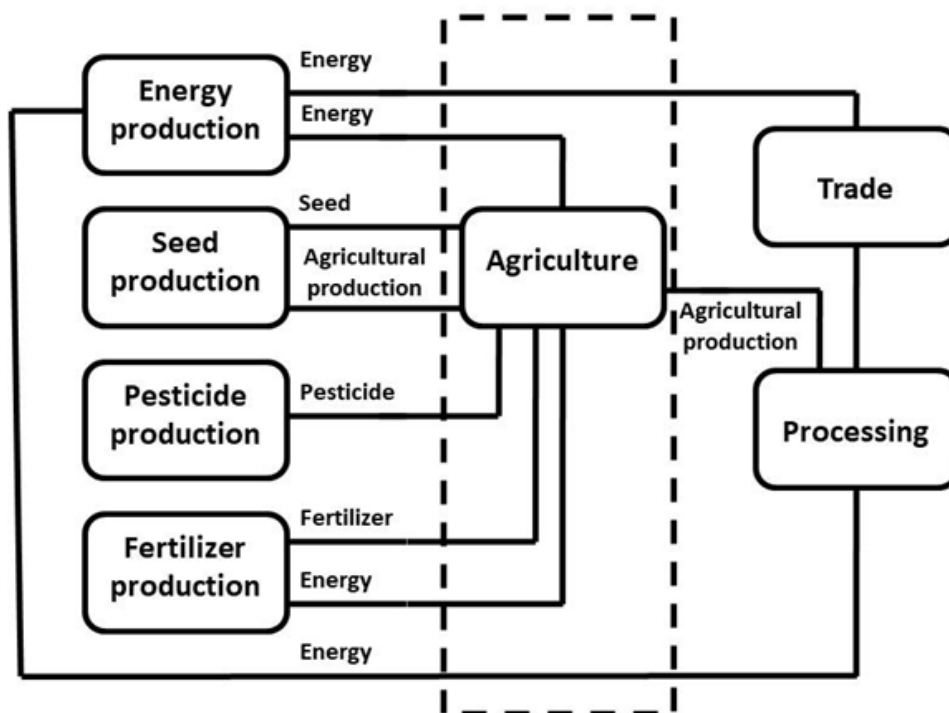 Energy
Energy
production
Energy
Trade
Seed
Seed
production
Agricultural
production
Agriculture
Agricultural
production
Pesticide
production
Pesticide
Processing
Fertilizer
Fertilizer
production
Energy
Energy